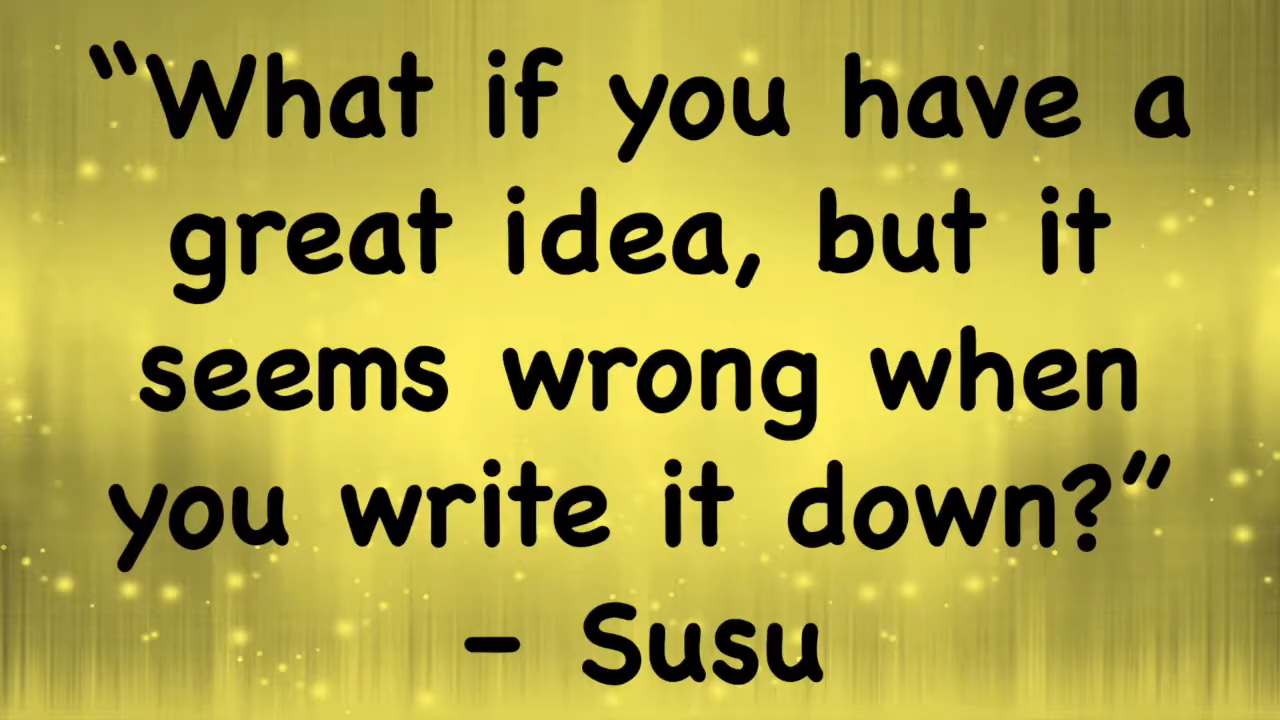 “What if you have a
great idea, but it
seems wrong when
you write it down?”
– Susu